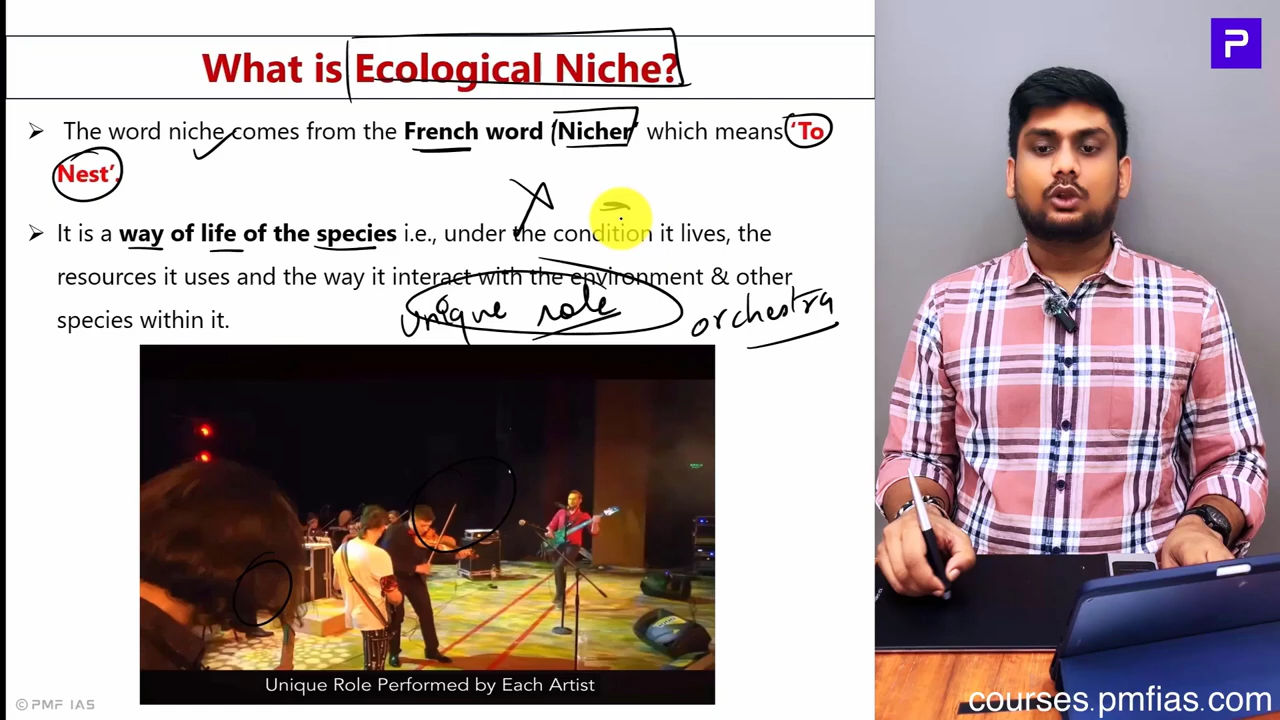 What is Ecological Niche?
➤ The word niche comes from the French word 'Nicher' which means 'To
Nest'.
➤ It is a way of life of the species i.e., under the condition it lives, the
resources it uses and the way it interact with the environment & other
species within it.
unique role
orchestra
Unique Role Performed by Each Artist
© PMF IAS
P
courses.pmfias.com